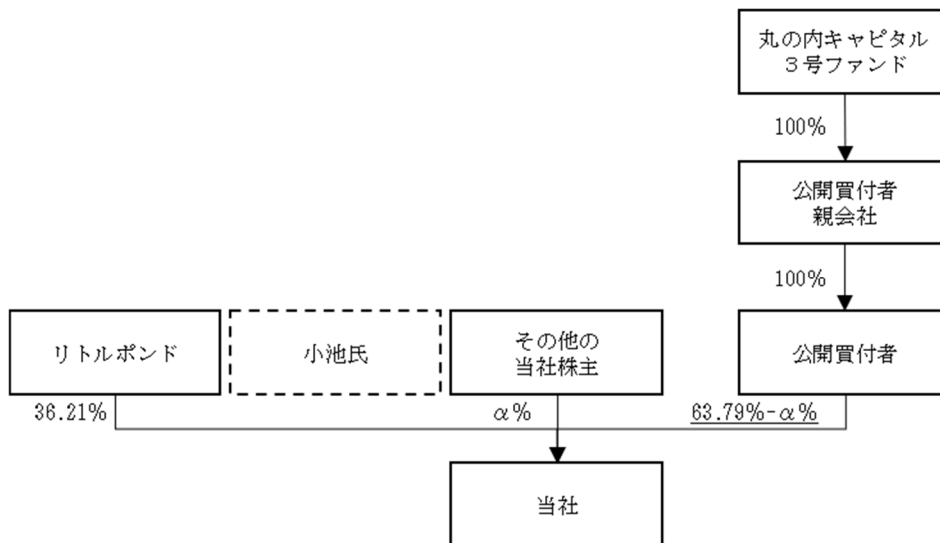 丸の内キャピタル
3号ファンド
100%
公開買付者
親会社
100%
リトルポンド
小池氏
その他の
当社株主
公開買付者
36.21%
α%
63.79%-α%
当社